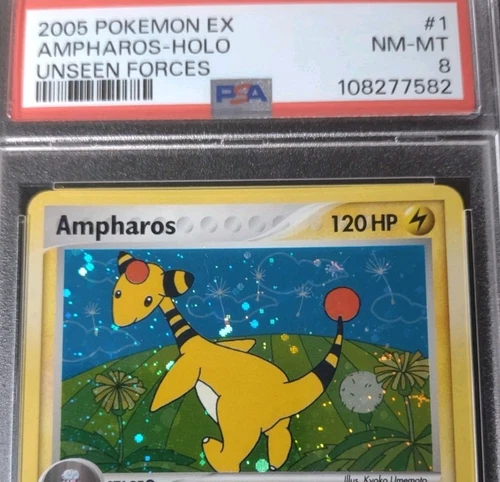 2005 POKEMON EX #1
AMPHAROS-HOLO NM-MT
UNSEEN FORCES 8
PSA 108277582
Ampharos 120 HP
Illus. Kyoko Umemoto